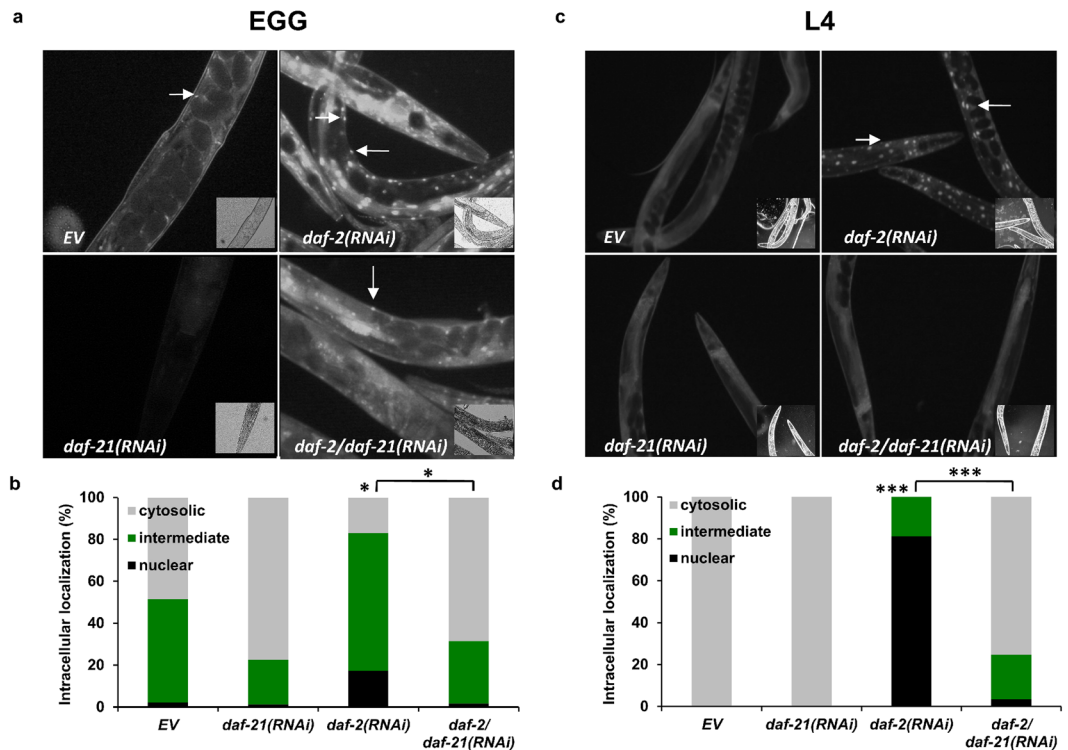 a
EGG
EV
daf-2(RNAi)
daf-21(RNAi)
daf-2/daf-21(RNAi)
c
L4
EV
daf-2(RNAi)
daf-21(RNAi)
daf-2/daf-21(RNAi)
b
Intracellular localization (%)
100
80
60
40
20
0
cytosolic
intermediate
nuclear
*
*
EV
daf-21(RNAi)
daf-2(RNAi)
daf-2/
daf-21(RNAi)
d
Intracellular localization (%)
100
80
60
40
20
0
cytosolic
intermediate
nuclear
***
***
EV
daf-21(RNAi)
daf-2(RNAi)
daf-2/
daf-21(RNAi)